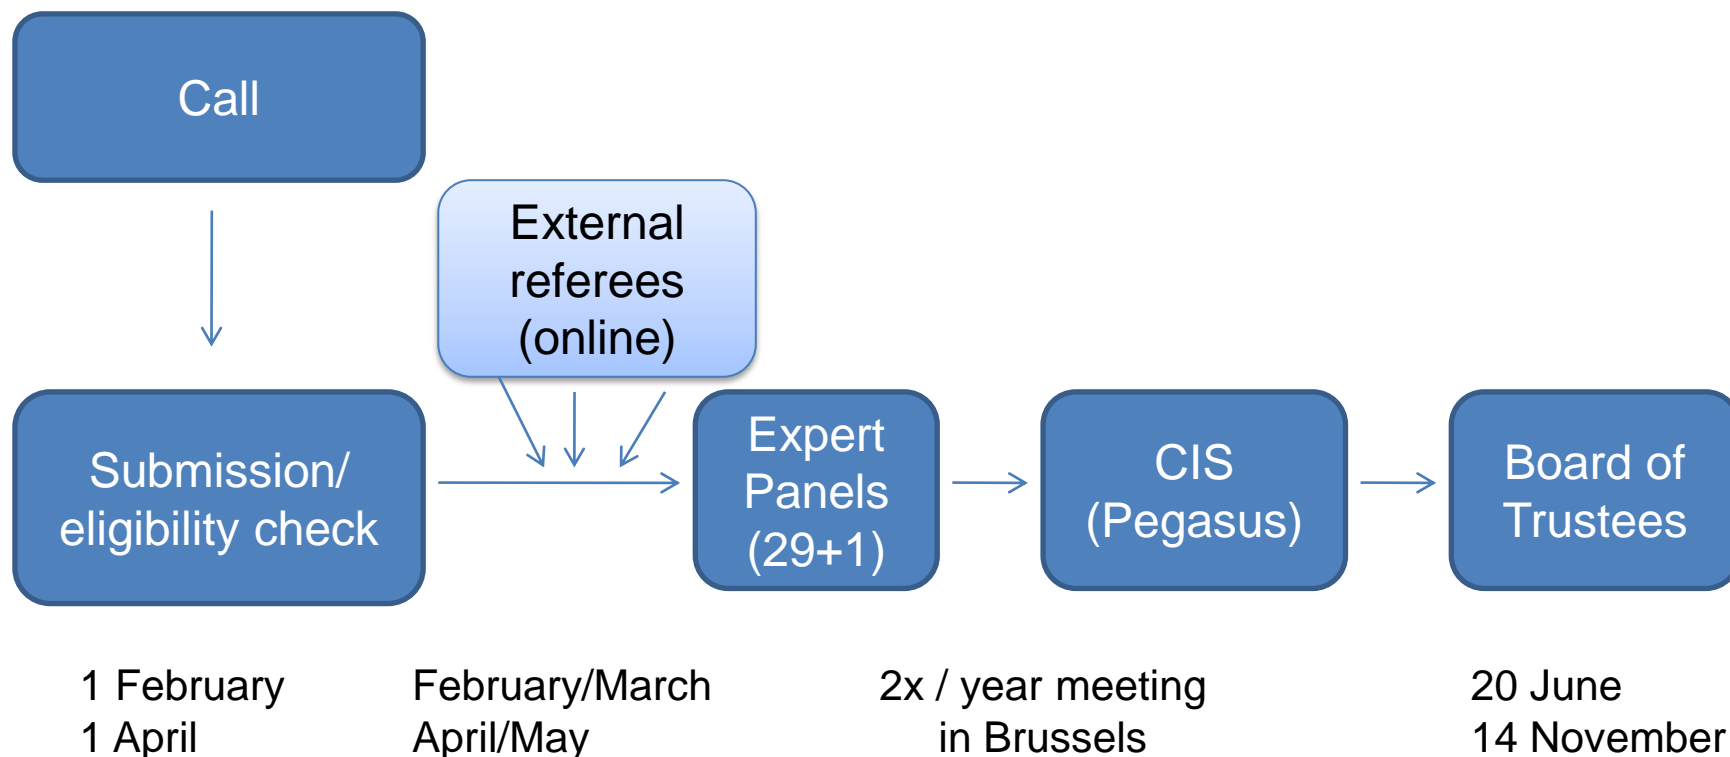 Call
External
referees
(online)
Submission/
eligibility check
Expert
Panels
(29+1)
CIS
(Pegasus)
Board of
Trustees
1 February
1 April
February/March
April/May
2x / year meeting
in Brussels
20 June
14 November